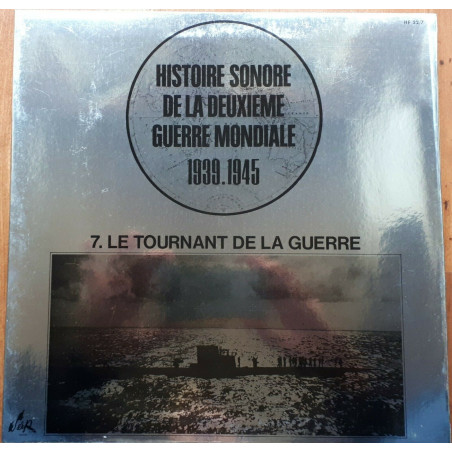 HISTOIRE SONORE
DE LA DEUXIEME
GUERRE MONDIALE
1939.1945
7. LE TOURNANT DE LA GUERRE